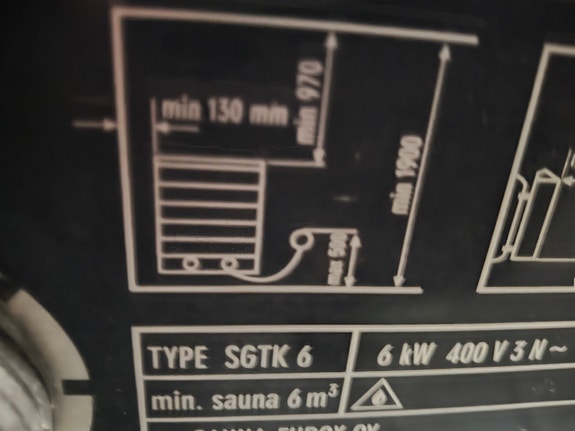 min 130 mm
min 970
min 1900
max 500
TYPE SGTK 6
6 kW 400 V 3 N~
min. sauna 6 m³